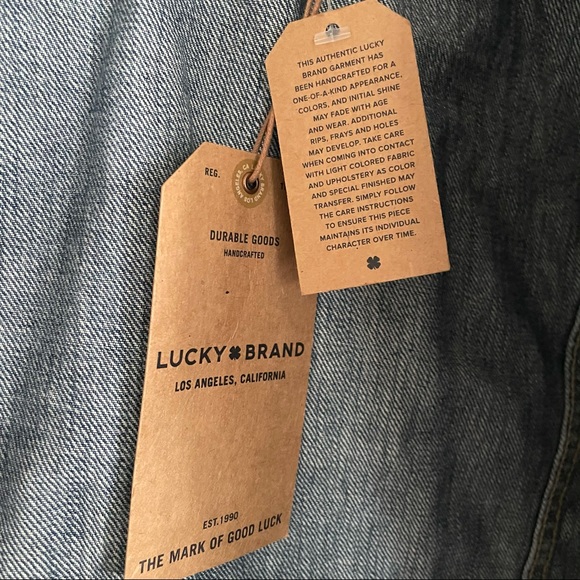 THIS AUTHENTIC LUCKY
BRAND GARMENT HAS
BEEN HANDCRAFTED FOR A
ONE-OF-A-KIND APPEARANCE,
COLORS, AND INITIAL SHINE
MAY FADE WITH AGE
AND WEAR. ADDITIONAL
RIPS, FRAYS AND HOLES
MAY DEVELOP. TAKE CARE
WHEN COMING INTO CONTACT
WITH LIGHT COLORED FABRIC
AND UPHOLSTERY AS COLOR
AND SPECIAL FINISHED MAY
TRANSFER. SIMPLY FOLLOW
THE CARE INSTRUCTIONS
TO ENSURE THIS PIECE
MAINTAINS ITS INDIVIDUAL
CHARACTER OVER TIME.
REG.
DURABLE GOODS
HANDCRAFTED
LUCKY BRAND
LOS ANGELES, CALIFORNIA
EST.1990
THE MARK OF GOOD LUCK